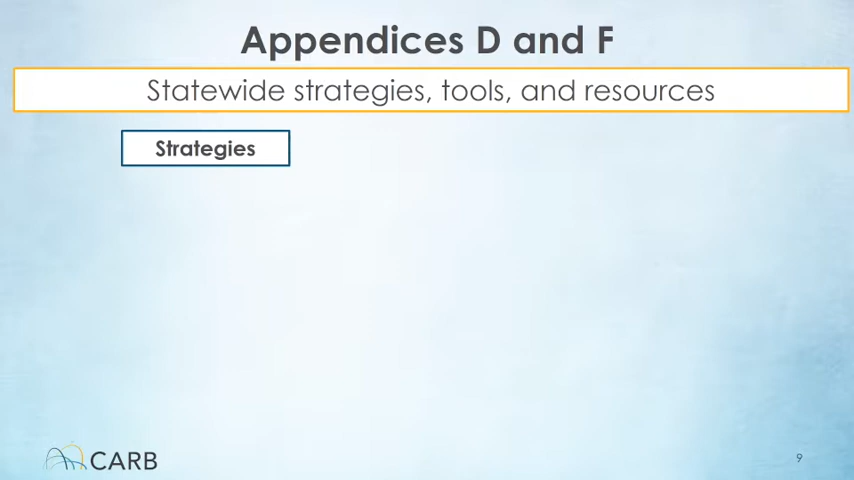 Appendices D and F
Statewide strategies, tools, and resources
Strategies
CARB
9